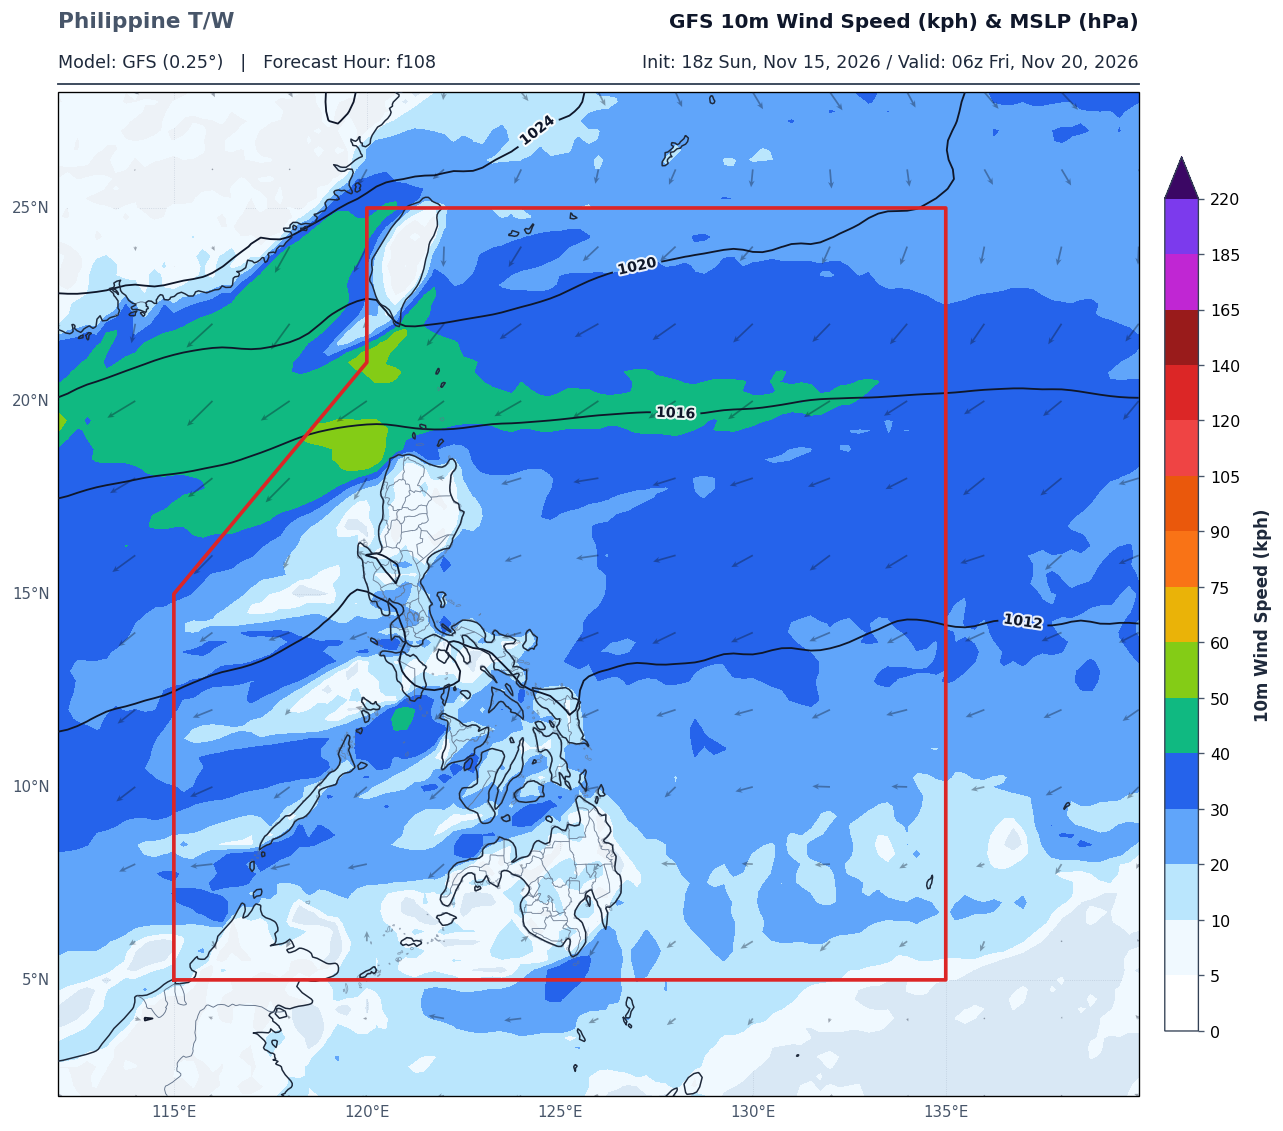 Philippine T/W
GFS 10m Wind Speed (kph) & MSLP (hPa)
Model: GFS (0.25°)   |   Forecast Hour: f108
Init: 18z Sun, Nov 15, 2026 / Valid: 06z Fri, Nov 20, 2026
1024
1020
1016
1012
25°N
20°N
15°N
10°N
5°N
115°E
120°E
125°E
130°E
135°E
220
185
165
140
120
105
90
75
60
50
40
30
20
10
5
0
10m Wind Speed (kph)